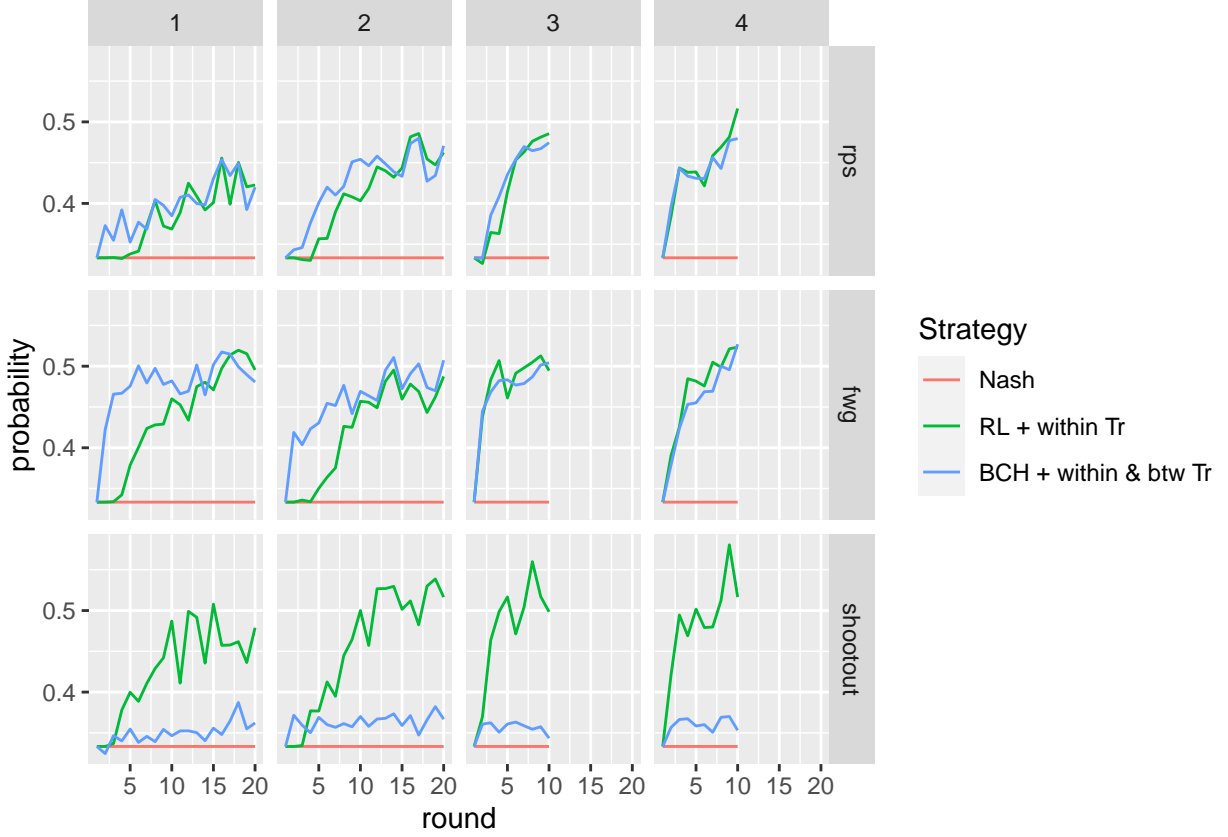 1 2 3 4
0.5
0.4
rps
0.5
0.4
fwg
0.5
0.4
shootout
probability
5 10 15 20 5 10 15 20 5 10 15 20 5 10 15 20
round
Strategy
Nash
RL + within Tr
BCH + within & btw Tr